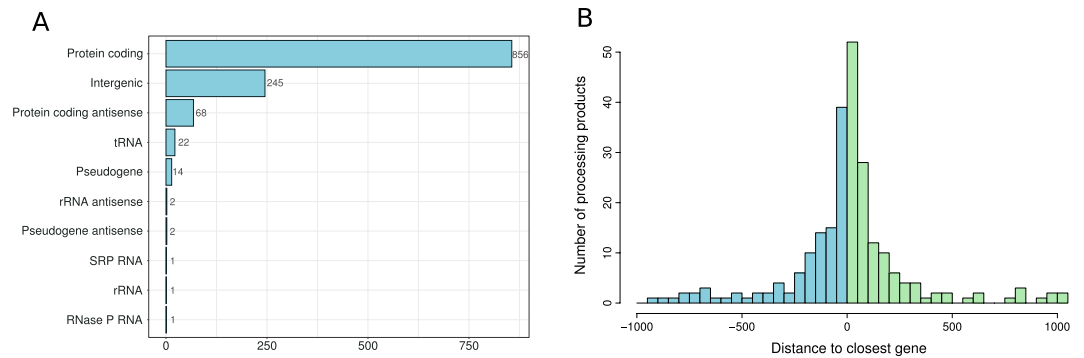 A
Protein coding 856
Intergenic 245
Protein coding antisense 68
tRNA 22
Pseudogene 14
rRNA antisense 2
Pseudogene antisense 2
SRP RNA 1
rRNA 1
RNase P RNA 1
0 250 500 750
B
Number of processing products
50
40
30
20
10
0
−1000 −500 0 500 1000
Distance to closest gene